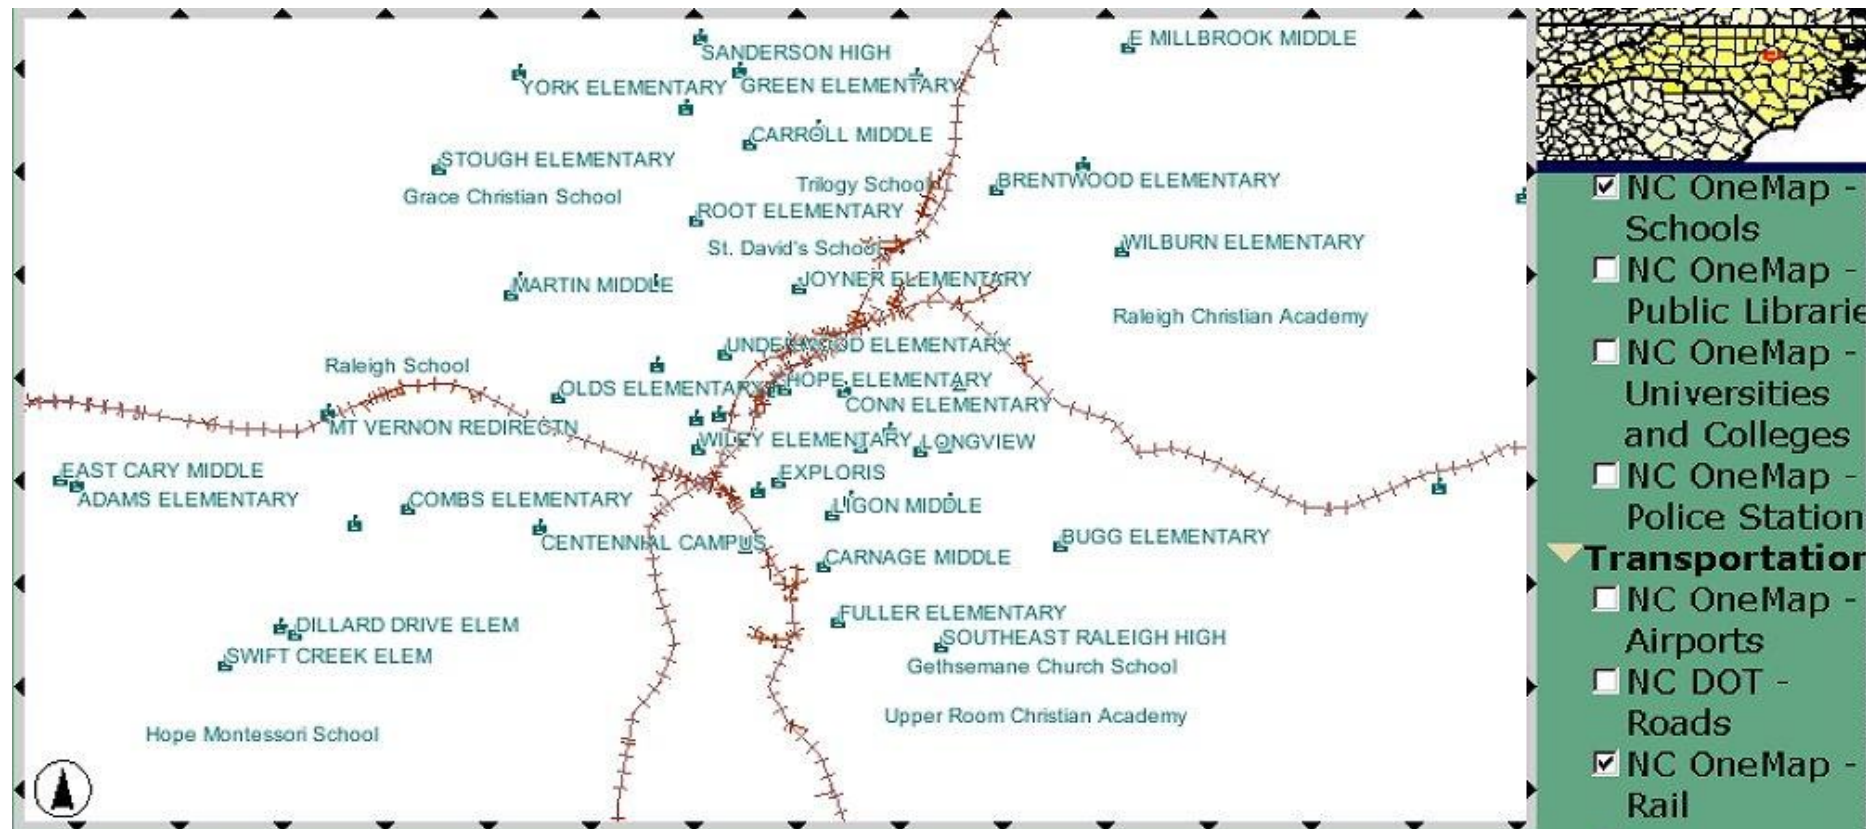 SANDERSON HIGH
E MILLBROOK MIDDLE
YORK ELEMENTARY
GREEN ELEMENTARY
CARROLL MIDDLE
STOUGH ELEMENTARY
Grace Christian School
Trilogy School
BRENTWOOD ELEMENTARY
ROOT ELEMENTARY
St. David's School
WILBURN ELEMENTARY
MARTIN MIDDLE
JOYNER ELEMENTARY
Raleigh Christian Academy
UNDERWOOD ELEMENTARY
Raleigh School
OLDS ELEMENTARY
HOPE ELEMENTARY
CONN ELEMENTARY
MT VERNON REDIRECTN
WILEY ELEMENTARY
LONGVIEW
EAST CARY MIDDLE
EXPLORIS
ADAMS ELEMENTARY
COMBS ELEMENTARY
LIGON MIDDLE
CENTENNIAL CAMPUS
BUGG ELEMENTARY
CARNAGE MIDDLE
DILLARD DRIVE ELEM
FULLER ELEMENTARY
SOUTHEAST RALEIGH HIGH
SWIFT CREEK ELEM
Gethsemane Church School
Upper Room Christian Academy
Hope Montessori School
NC OneMap -
Schools
NC OneMap -
Public Librarie
NC OneMap -
Universities
and Colleges
NC OneMap -
Police Station
Transportation
NC OneMap -
Airports
NC DOT -
Roads
NC OneMap -
Rail